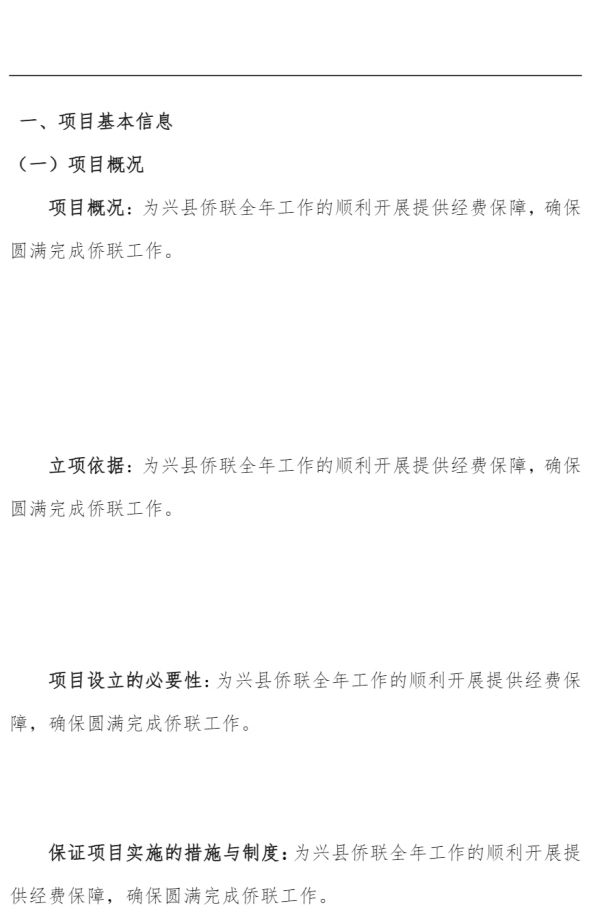 一、项目基本信息
（一）项目概况
项目概况：为兴县侨联全年工作的顺利开展提供经费保障，确保
圆满完成侨联工作。
立项依据：为兴县侨联全年工作的顺利开展提供经费保障，确保
圆满完成侨联工作。
项目设立的必要性：为兴县侨联全年工作的顺利开展提供经费保
障，确保圆满完成侨联工作。
保证项目实施的措施与制度：为兴县侨联全年工作的顺利开展提
供经费保障，确保圆满完成侨联工作。